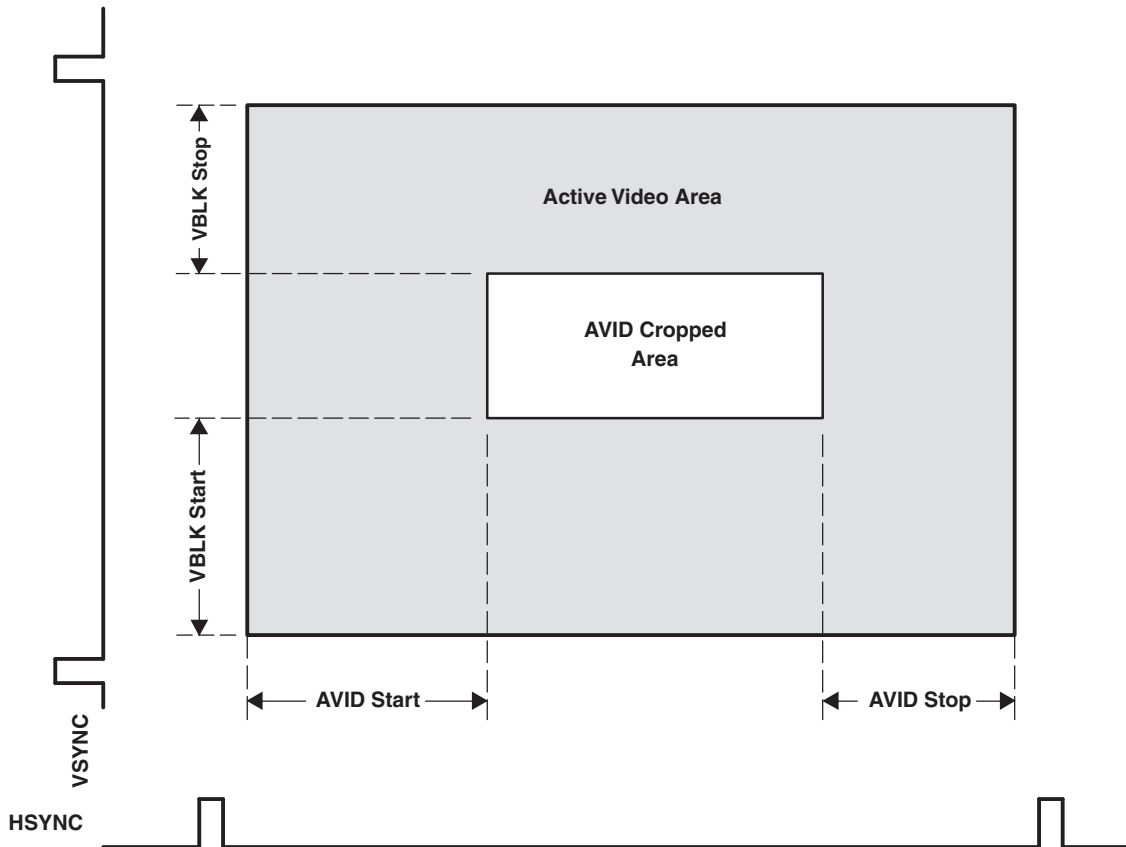 VBLK Stop
Active Video Area
AVID Cropped
Area
VBLK Start
AVID Start
AVID Stop
VSYNC
HSYNC